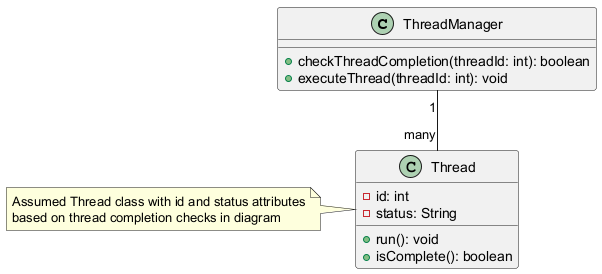 C ThreadManager
checkThreadCompletion(threadId: int): boolean
executeThread(threadId: int): void
1
many
C Thread
id: int
status: String
run(): void
isComplete(): boolean
Assumed Thread class with id and status attributes
based on thread completion checks in diagram